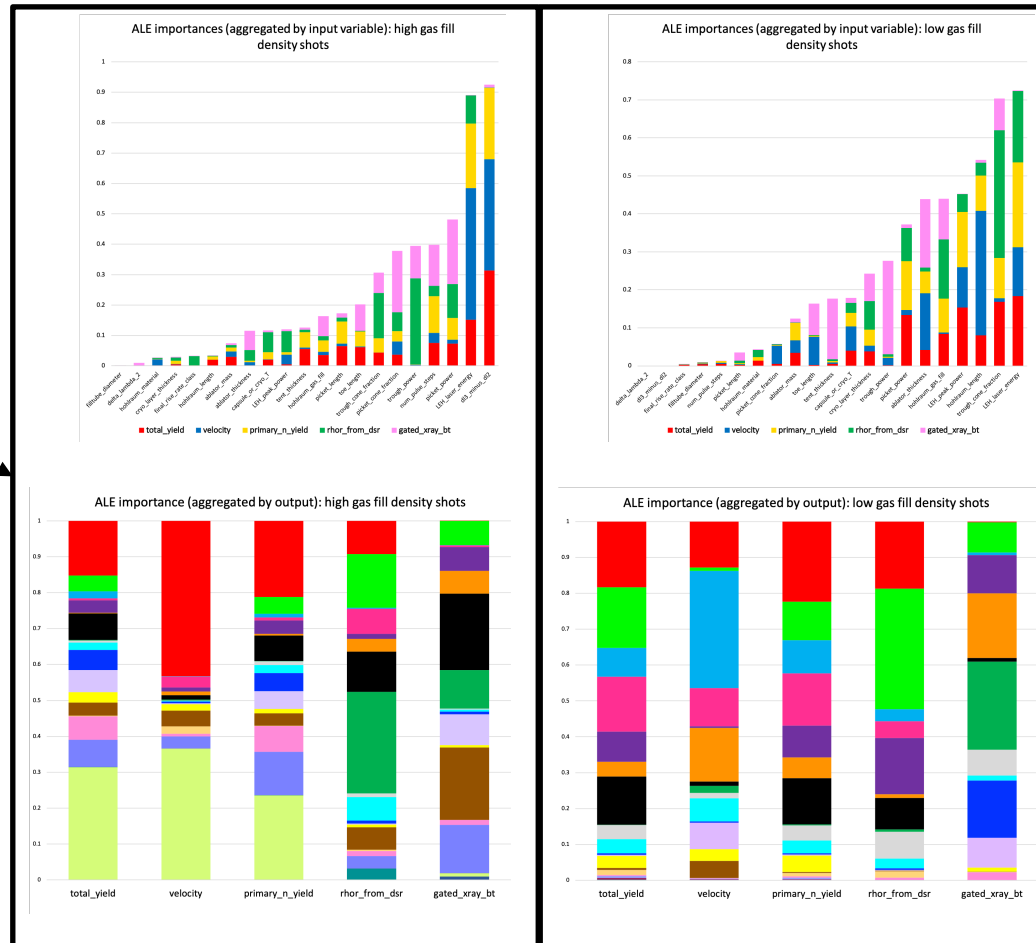 ALE importances (aggregated by input variable): high gas fill
density shots
1
0.9
0.8
0.7
0.6
0.5
0.4
0.3
0.2
0.1
0
filltube_diameter
lambda_2
delta_lambda_2
hohlraum_material
cryo_layer_thickness
final_rise_rate_class
hohlraum_length
ablator_mass
ablator_thickness
capsule_or_cryo_T
LEH_peak_power
tent_thickness
hohlraum_gas_fill
picket_length
toe_length
trough_cone_fraction
picket_cone_fraction
trough_power
num_pulse_steps
picket_power
LEH_laser_energy
dl3_minus_dl2
total_yield velocity primary_n_yield rhor_from_dsr gated_xray_bt
ALE importances (aggregated by input variable): low gas fill
density shots
0.8
0.7
0.6
0.5
0.4
0.3
0.2
0.1
0
delta_lambda_2
dl3_minus_dl2
final_rise_rate_class
filltube_diameter
num_pulse_steps
picket_length
hohlraum_material
picket_cone_fraction
ablator_mass
toe_length
tent_thickness
capsule_or_cryo_T
cryo_layer_thickness
trough_power
picket_power
ablator_thickness
hohlraum_gas_fill
LEH_peak_power
hohlraum_length
trough_cone_fraction
LEH_laser_energy
total_yield velocity primary_n_yield rhor_from_dsr gated_xray_bt
ALE importance (aggregated by output): high gas fill density shots
1
0.9
0.8
0.7
0.6
0.5
0.4
0.3
0.2
0.1
0
total_yield velocity primary_n_yield rhor_from_dsr gated_xray_bt
ALE importance (aggregated by output): low gas fill density shots
1
0.9
0.8
0.7
0.6
0.5
0.4
0.3
0.2
0.1
0
total_yield velocity primary_n_yield rhor_from_dsr gated_xray_bt